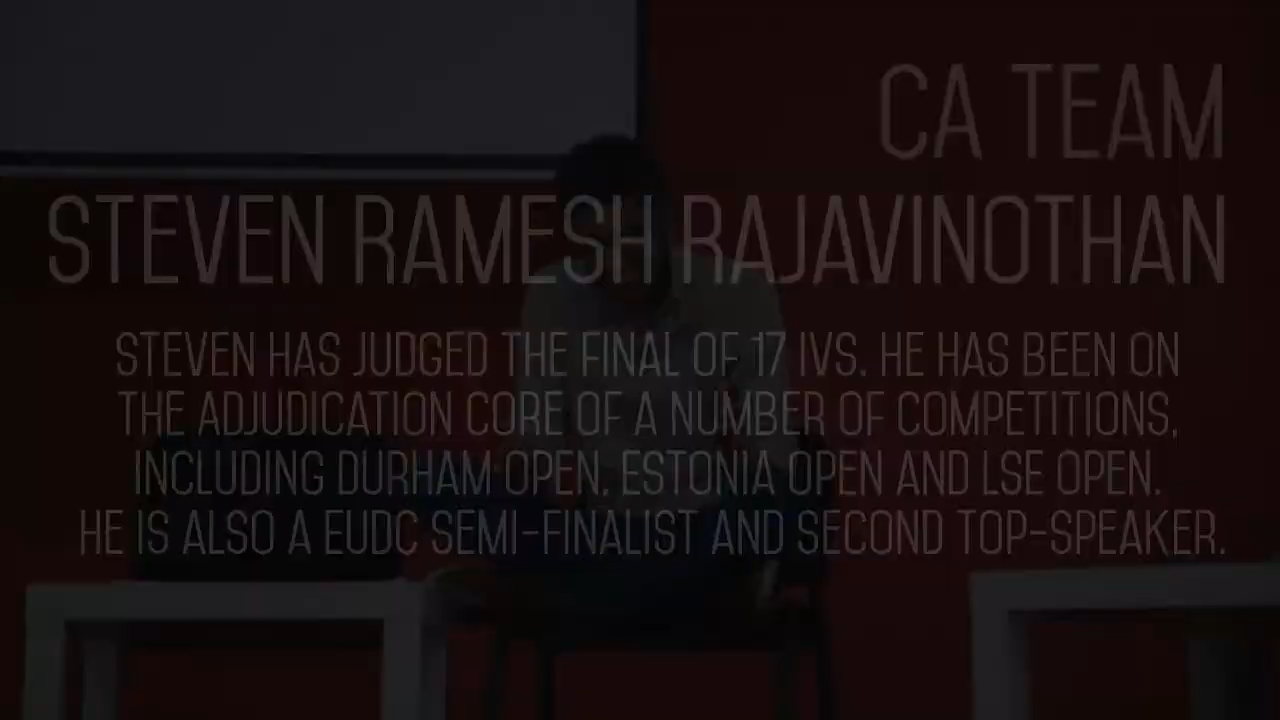 CA TEAM
STEVEN RAMESH RAJAVINOTHAN
STEVEN HAS JUDGED THE FINAL OF 17 IVS. HE HAS BEEN ON
THE ADJUDICATION CORE OF A NUMBER OF COMPETITIONS,
INCLUDING DURHAM OPEN, ESTONIA OPEN AND LSE OPEN.
HE IS ALSO A EUDC SEMI-FINALIST AND SECOND TOP-SPEAKER.